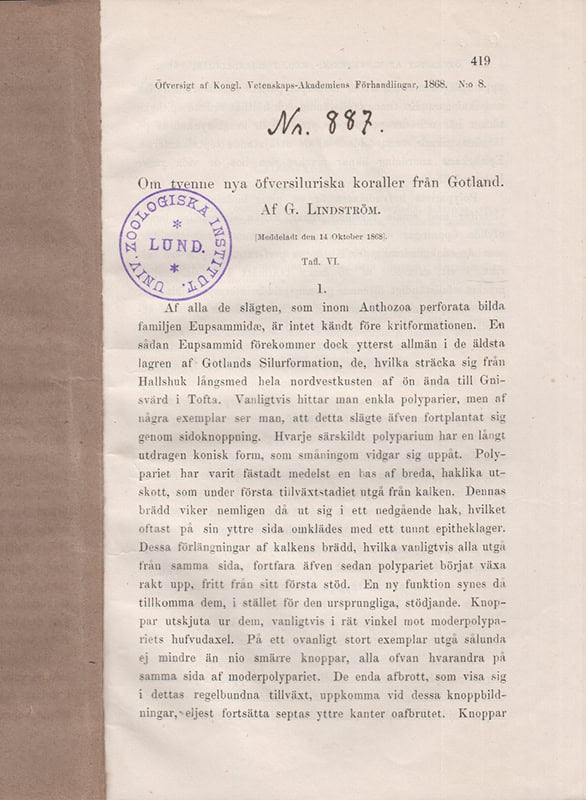 419
Öfversigt af Kongl. Vetenskaps-Akademiens Förhandlingar, 1868. N:o 8.
Nr. 887.
Om tvenne nya öfversiluriska koraller från Gotland.
Af G. Lindström.
[Meddeladt den 14 Oktober 1868].
Tafl. VI.
UNIV. ZOOLOGISKA INSTITUT.
* LUND. *
1.
Af alla de slägten, som inom Anthozoa perforata bilda
familjen Eupsammidæ, är intet kändt före kritformationen. En
sådan Eupsammid förekommer dock ytterst allmän i de äldsta
lagren af Gotlands Silurformation, de, hvilka sträcka sig från
Hallshuk långsmed hela nordvestkusten af ön ända till Gni-
svärd i Tofta. Vanligtvis hittar man enkla polyparier, men af
några exemplar ser man, att detta slägte äfven fortplantat sig
genom sidoknoppning. Hvarje särskildt polyparium har en långt
utdragen konisk form, som småningom vidgar sig uppåt. Poly-
pariet har varit fästadt medelst en bas af breda, haklika ut-
skott, som under första tillväxtstadiet utgå från kalken. Dennas
brädd viker nemligen då ut sig i ett nedgående hak, hvilket
oftast på sin yttre sida omklädes med ett tunnt epitheklager.
Dessa förlängningar af kalkens brädd, hvilka vanligtvis alla utgå
från samma sida, fortfara äfven sedan polypariet börjat växa
rakt upp, fritt från sitt första stöd. En ny funktion synes då
tillkomma dem, i stället för den ursprungliga, stödjande. Knop-
par utskjuta ur dem, vanligtvis i rät vinkel mot moderpolypa-
riets hufvudaxel. På ett ovanligt stort exemplar utgå sålunda
ej mindre än nio smärre knoppar, alla ofvan hvarandra på
samma sida af moderpolypariet. De enda afbrott, som visa sig
i dettas regelbundna tillväxt, uppkomma vid dessa knoppbild-
ningar, eljest fortsätta septas yttre kanter oafbrutet. Knoppar